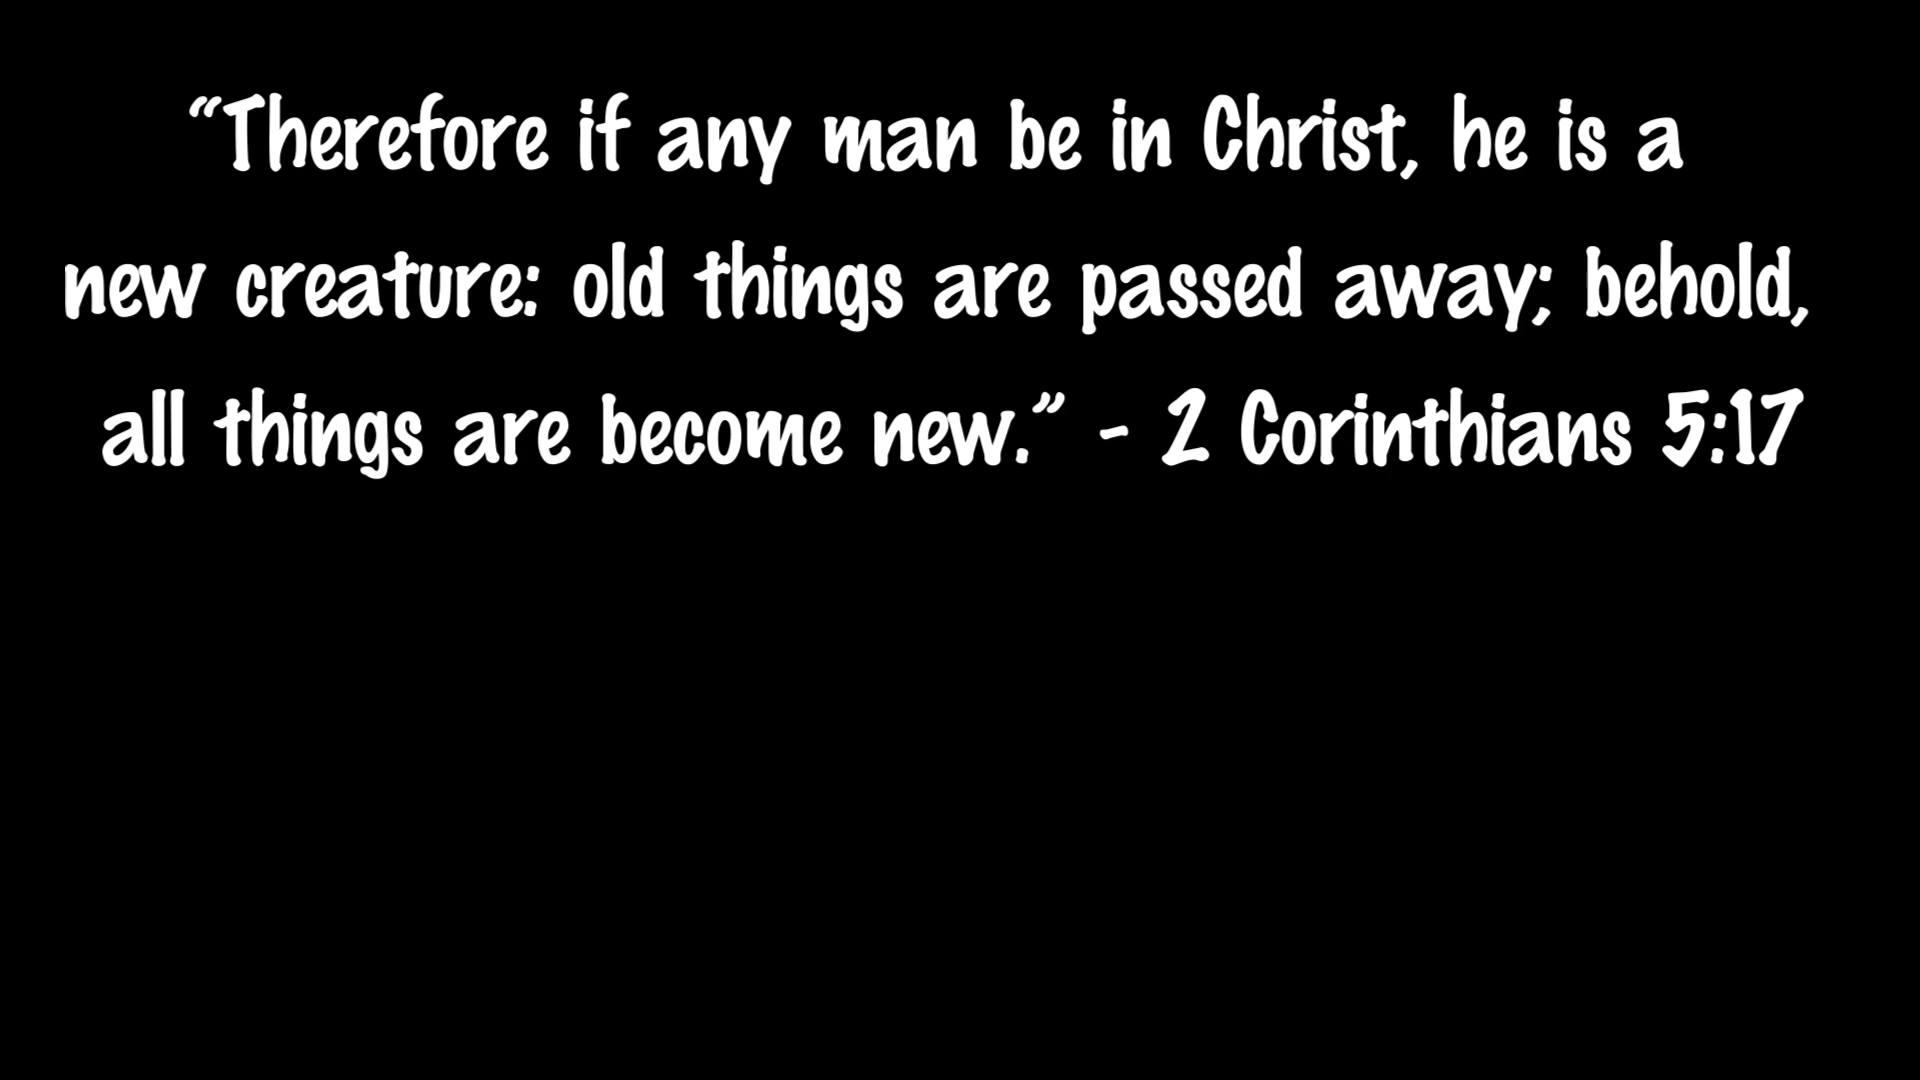 “Therefore if any man be in Christ, he is a
new creature: old things are passed away; behold,
all things are become new.” - 2 Corinthians 5:17